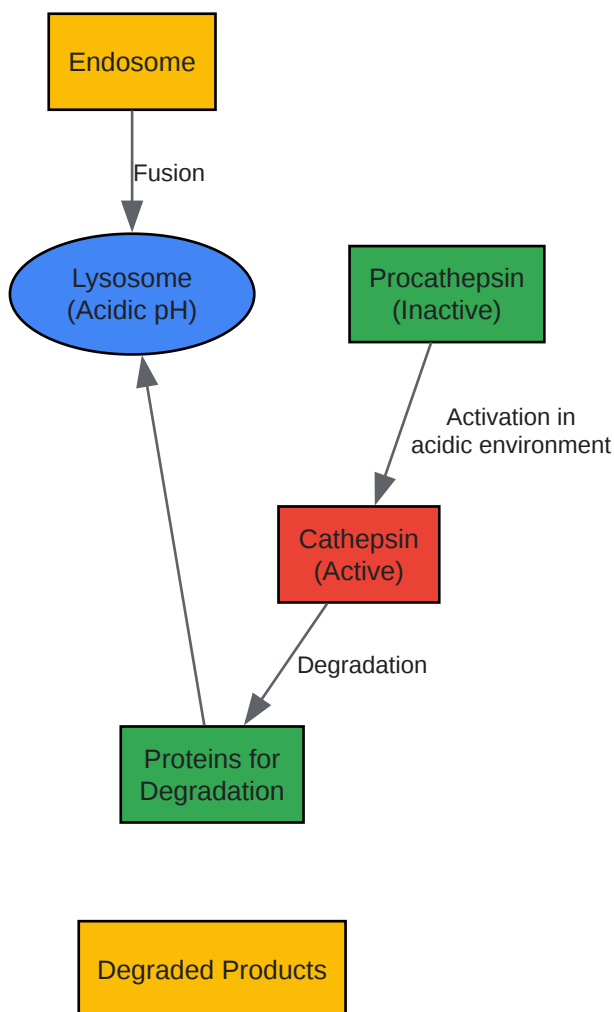 Endosome
Fusion
Lysosome
(Acidic pH)
Procathepsin
(Inactive)
Activation in
acidic environment
Cathepsin
(Active)
Degradation
Proteins for
Degradation
Degraded Products